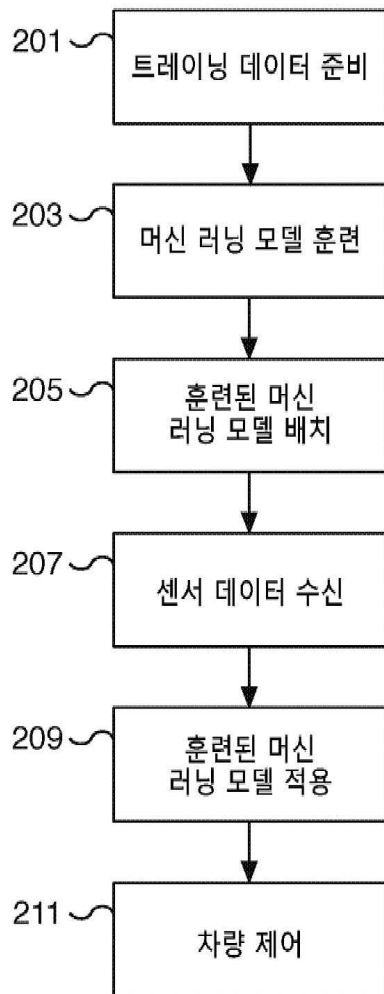 201
트레이닝 데이터 준비
203
머신 러닝 모델 훈련
205
훈련된 머신
러닝 모델 배치
207
센서 데이터 수신
209
훈련된 머신
러닝 모델 적용
211
차량 제어